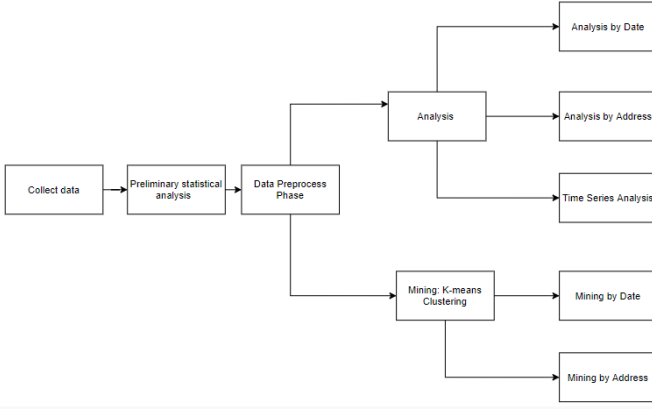 Collect data
Preliminary statistical
analysis
Data Preprocess
Phase
Analysis
Analysis by Date
Analysis by Address
Time Series Analysis
Mining: K-means
Clustering
Mining by Date
Mining by Address